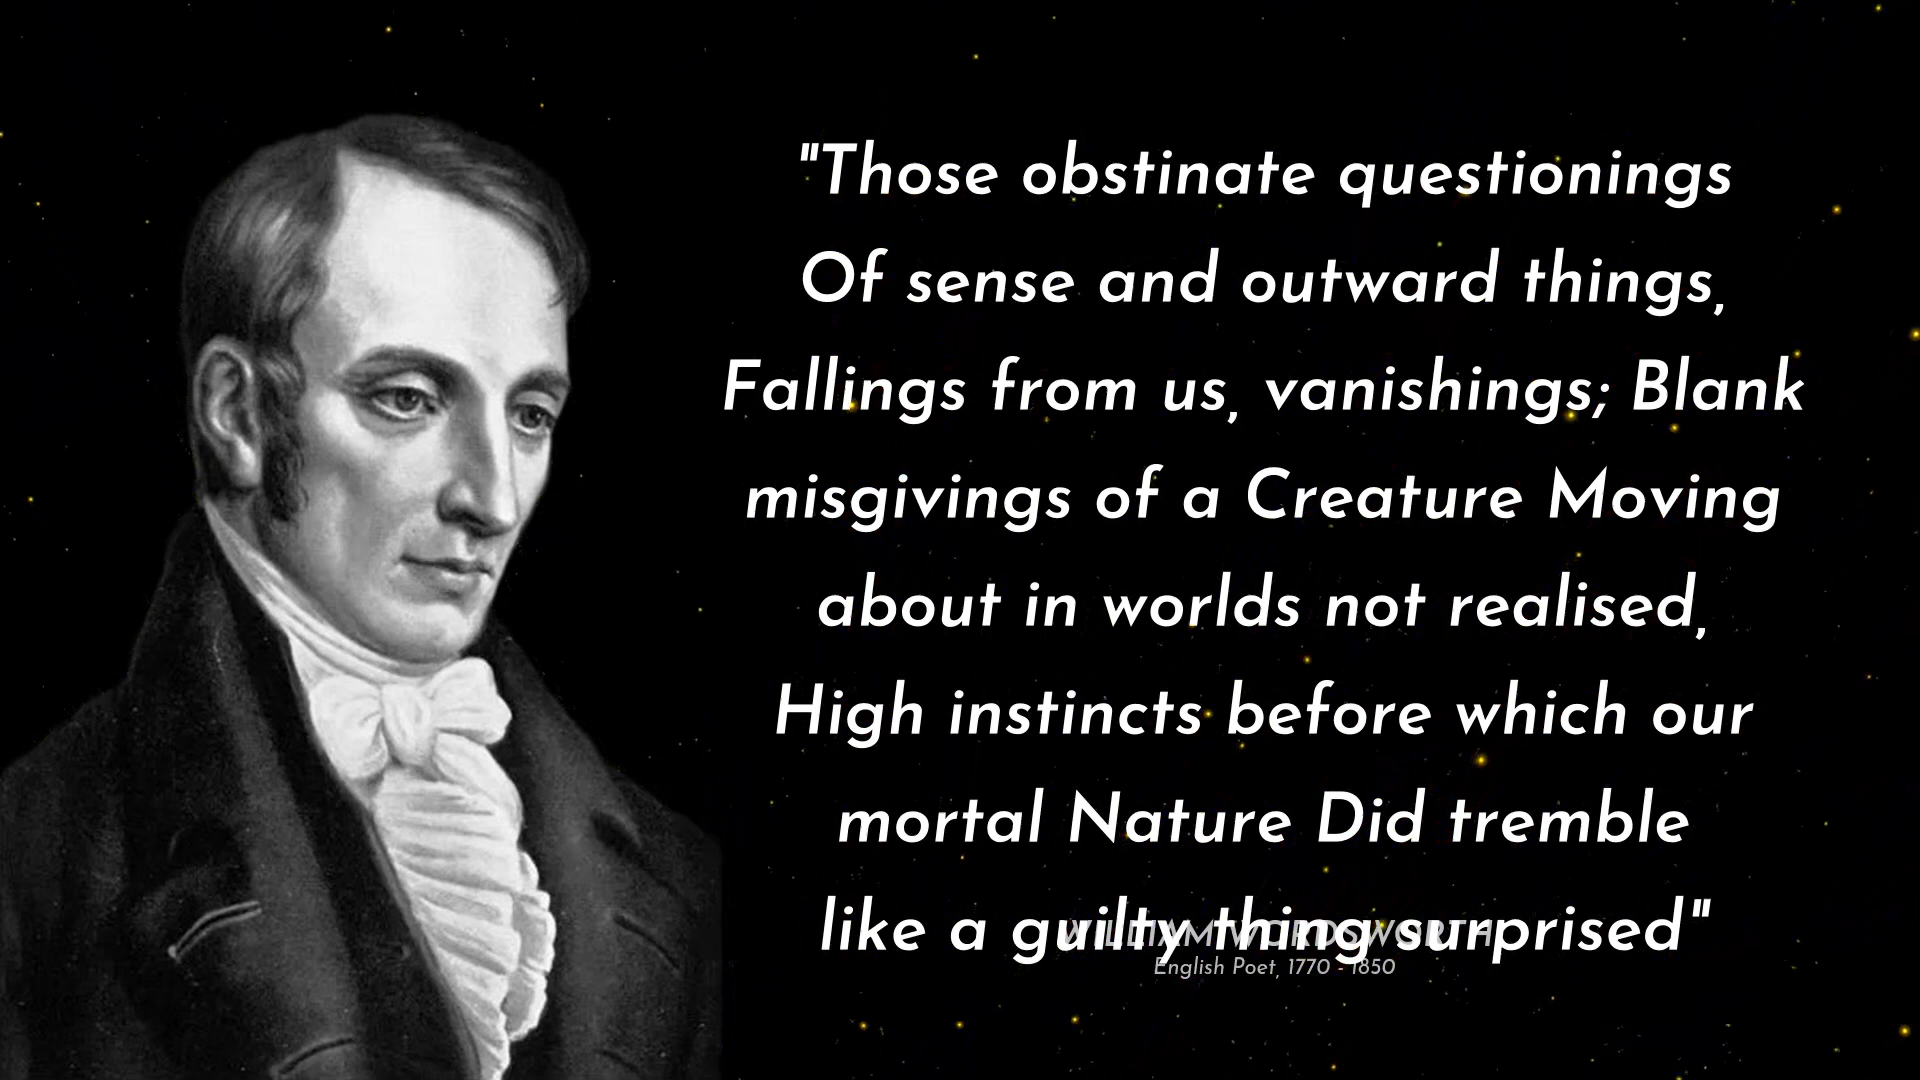 "Those obstinate questionings
Of sense and outward things,
Fallings from us, vanishings; Blank
misgivings of a Creature Moving
about in worlds not realised,
High instincts before which our
mortal Nature Did tremble
like a guilty thing surprised"
WILLIAM WORDSWORTH
English Poet, 1770 - 1850